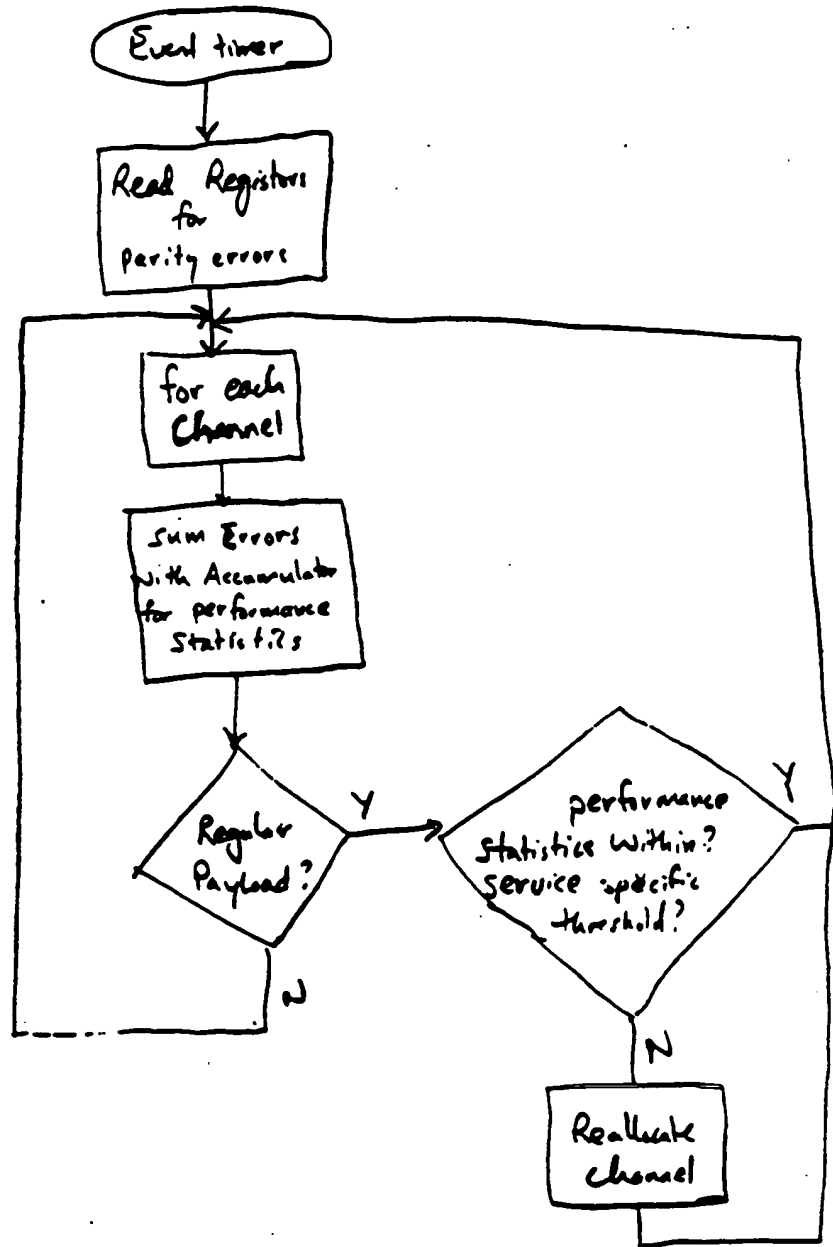 Event timer
Read Registors
for
parity errors
for each
Channel
sum Errors
with Accumulator
for performance
Statistics
Regular
Payload?
Y
N
performance
Statistics Within?
service specific
threshold?
Y
N
Reallocate
channel